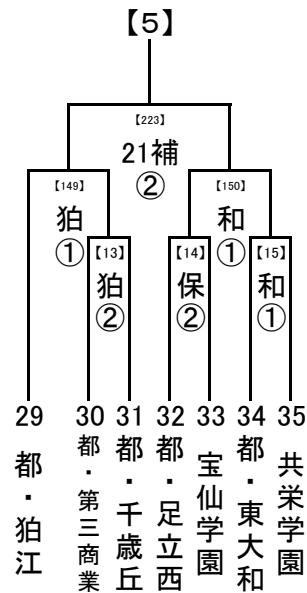 【5】
【223】
21補
②
【149】
狛
①
【150】
和
①
【13】
狛
②
【14】
保
②
【15】
和
①
29 都・狛江
30 都・第三商業
31 都・千歳丘
32 都・足立西
33 宝仙学園
34 都・東大和
35 共栄学園